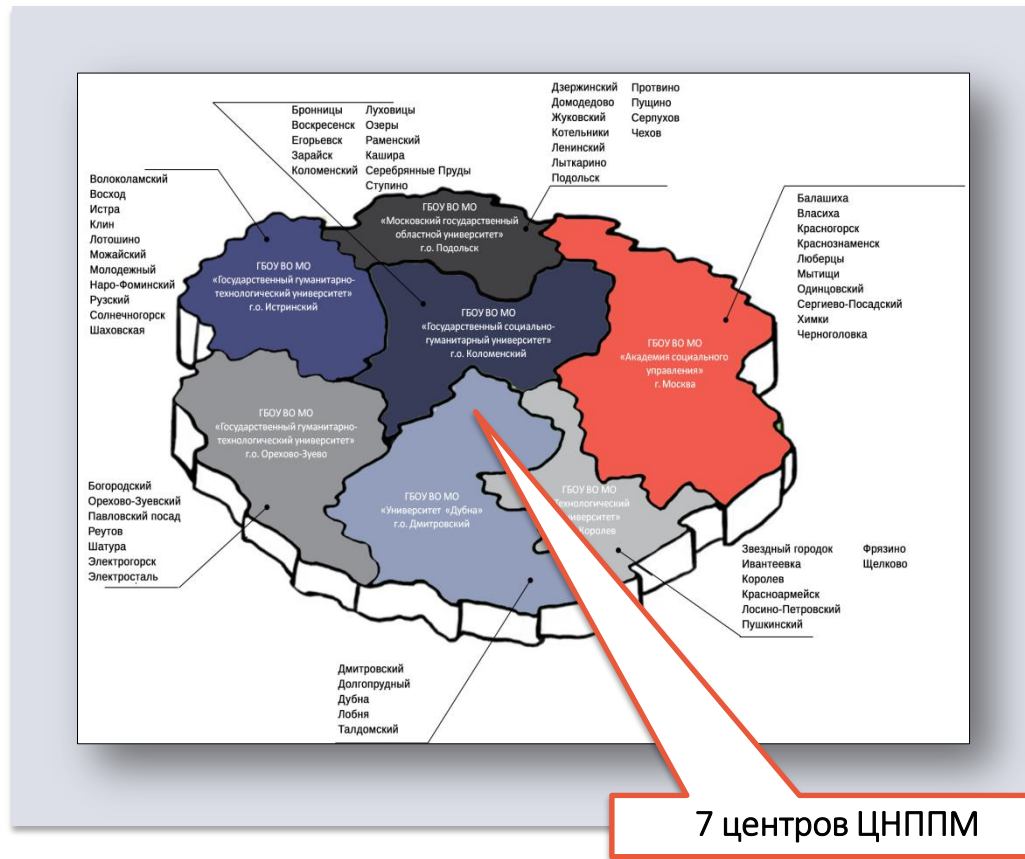 Дзержинский
Домодедово
Жуковский
Котельники
Ленинский
Лыткарино
Подольск
Протвино
Пущино
Серпухов
Чехов
Бронницы
Воскресенск
Егорьевск
Зарайск
Коломенский
Луховицы
Озеры
Раменский
Кашира
Серебрянные Пруды
Ступино
Волоколамский
Восход
Истра
Клин
Лотошино
Можайский
Молодежный
Наро-Фоминский
Рузский
Солнечногорск
Шаховская
Балашиха
Власиха
Красногорск
Краснознаменск
Люберцы
Мытищи
Одинцовский
Сергиево-Посадский
Химки
Черноголовка
ГБОУ ВО МО
«Московский государственный
областной университет»
г.о. Подольск
ГБОУ ВО МО
«Государственный гуманитарно-
технологический университет»
г.о. Истринский
ГБОУ ВО МО
«Государственный социально-
гуманитарный университет»
г.о. Коломенский
ГБОУ ВО МО
«Академия социального
управления»
г. Москва
ГБОУ ВО МО
«Государственный гуманитарно-
технологический университет»
г.о. Орехово-Зуево
ГБОУ ВО МО
«Университет «Дубна»
г.о. Дмитровский
ГБОУ ВО МО
Королев
Богородский
Орехово-Зуевский
Павловский посад
Реутов
Шатура
Электрогорск
Электросталь
Звездный городок
Ивантеевка
Королев
Красноармейск
Лосино-Петровский
Пушкинский
Фрязино
Щелково
Дмитровский
Долгопрудный
Дубна
Лобня
Талдомский
7 центров ЦНППМ